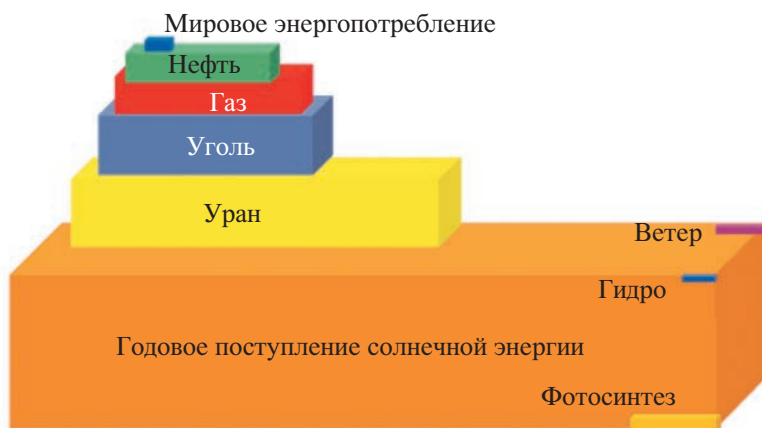 Мировое энергопотребление
Нефть
Газ
Уголь
Уран
Ветер
Гидро
Годовое поступление солнечной энергии
Фотосинтез